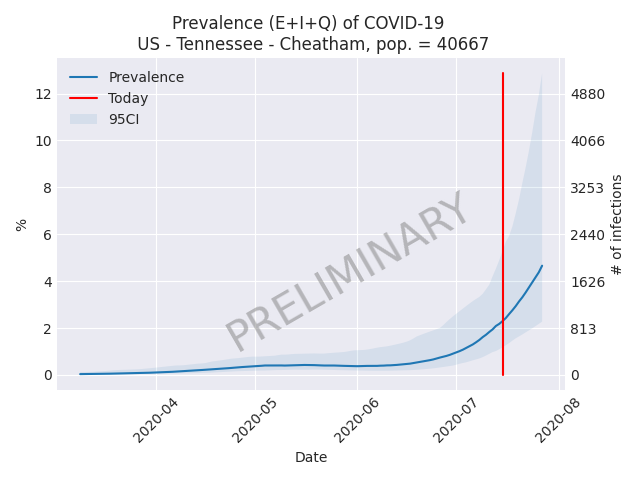 Prevalence (E+I+Q) of COVID-19
US - Tennessee - Cheatham, pop. = 40667
Prevalence
Today
95CI
12
10
8
6
4
2
0
%
4880
4066
3253
2440
1626
813
0
# of infections
PRELIMINARY
2020-04
2020-05
2020-06
2020-07
2020-08
Date